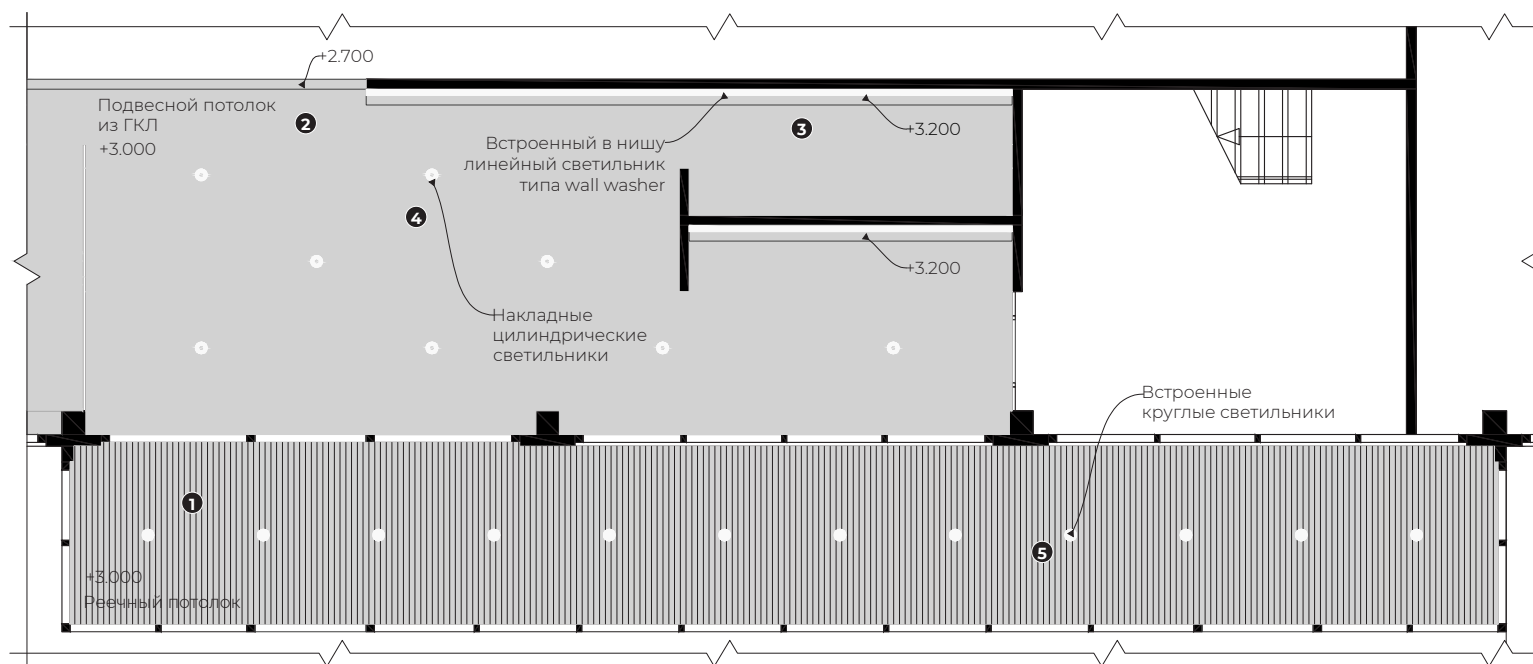 +2.700
Подвесной потолок
из ГКЛ
+3.000
2
Встроенный в нишу
линейный светильник
типа wall washer
3
+3.200
4
+3.200
Накладные
цилиндрические
светильники
Встроенные
круглые светильники
1
5
+3.000
Реечный потолок